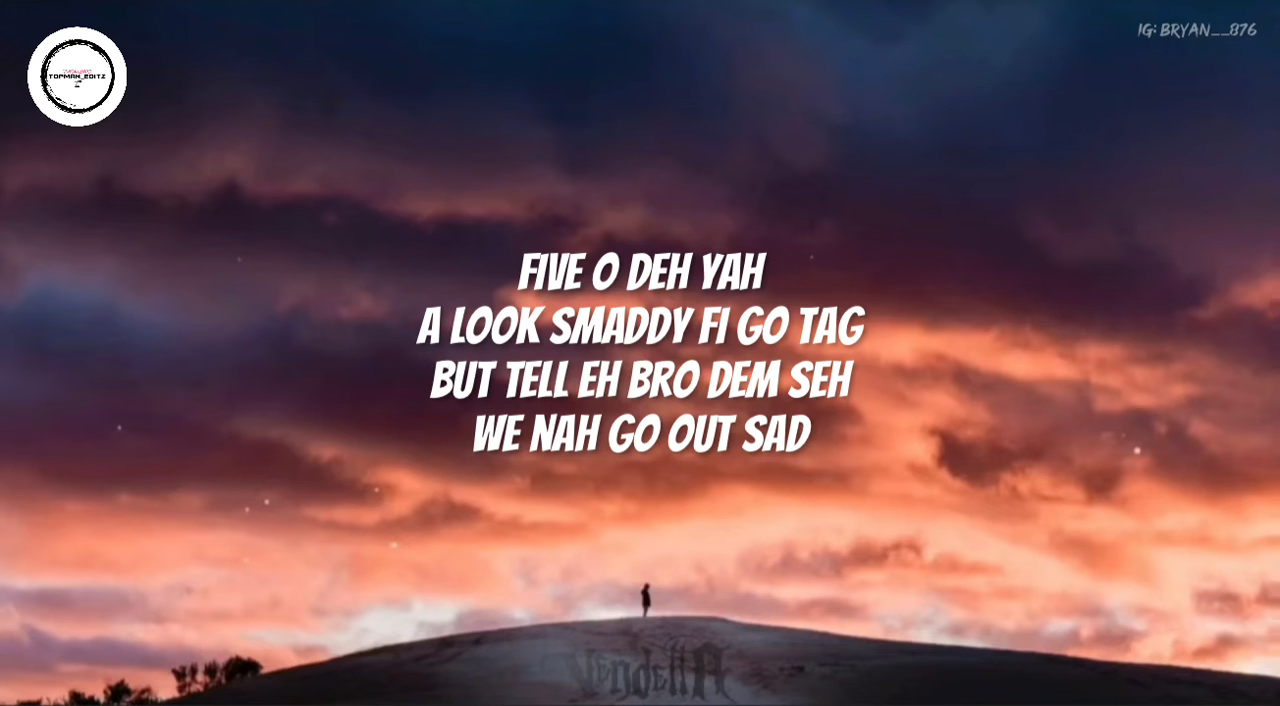 IG: BRYAN__876
TOPMAN_EDITZ
FIVE O DEH YAH
A LOOK SMADDY FI GO TAG
BUT TELL EH BRO DEM SEH
WE NAH GO OUT SAD
VENDETTA